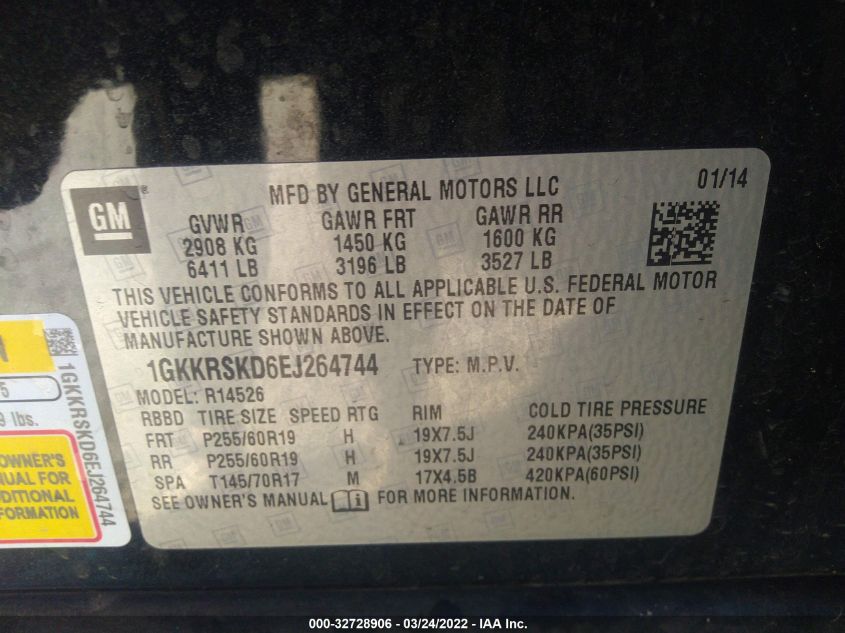 GM ®
MFD BY GENERAL MOTORS LLC 01/14
GVWR GAWR FRT GAWR RR
2908 KG 1450 KG 1600 KG
6411 LB 3196 LB 3527 LB
THIS VEHICLE CONFORMS TO ALL APPLICABLE U.S. FEDERAL MOTOR
VEHICLE SAFETY STANDARDS IN EFFECT ON THE DATE OF
MANUFACTURE SHOWN ABOVE.
1GKKRSKD6EJ264744 TYPE: M.P.V.
MODEL: R14526
RBBD TIRE SIZE SPEED RTG RIM COLD TIRE PRESSURE
FRT P255/60R19 H 19X7.5J 240KPA(35PSI)
RR P255/60R19 H 19X7.5J 240KPA(35PSI)
SPA T145/70R17 M 17X4.5B 420KPA(60PSI)
SEE OWNER'S MANUAL FOR MORE INFORMATION.
5
9 lbs.
OWNER'S
FOR
1GKKRSKD6EJ264744
000-32728906 - 03/24/2022 - IAA Inc.